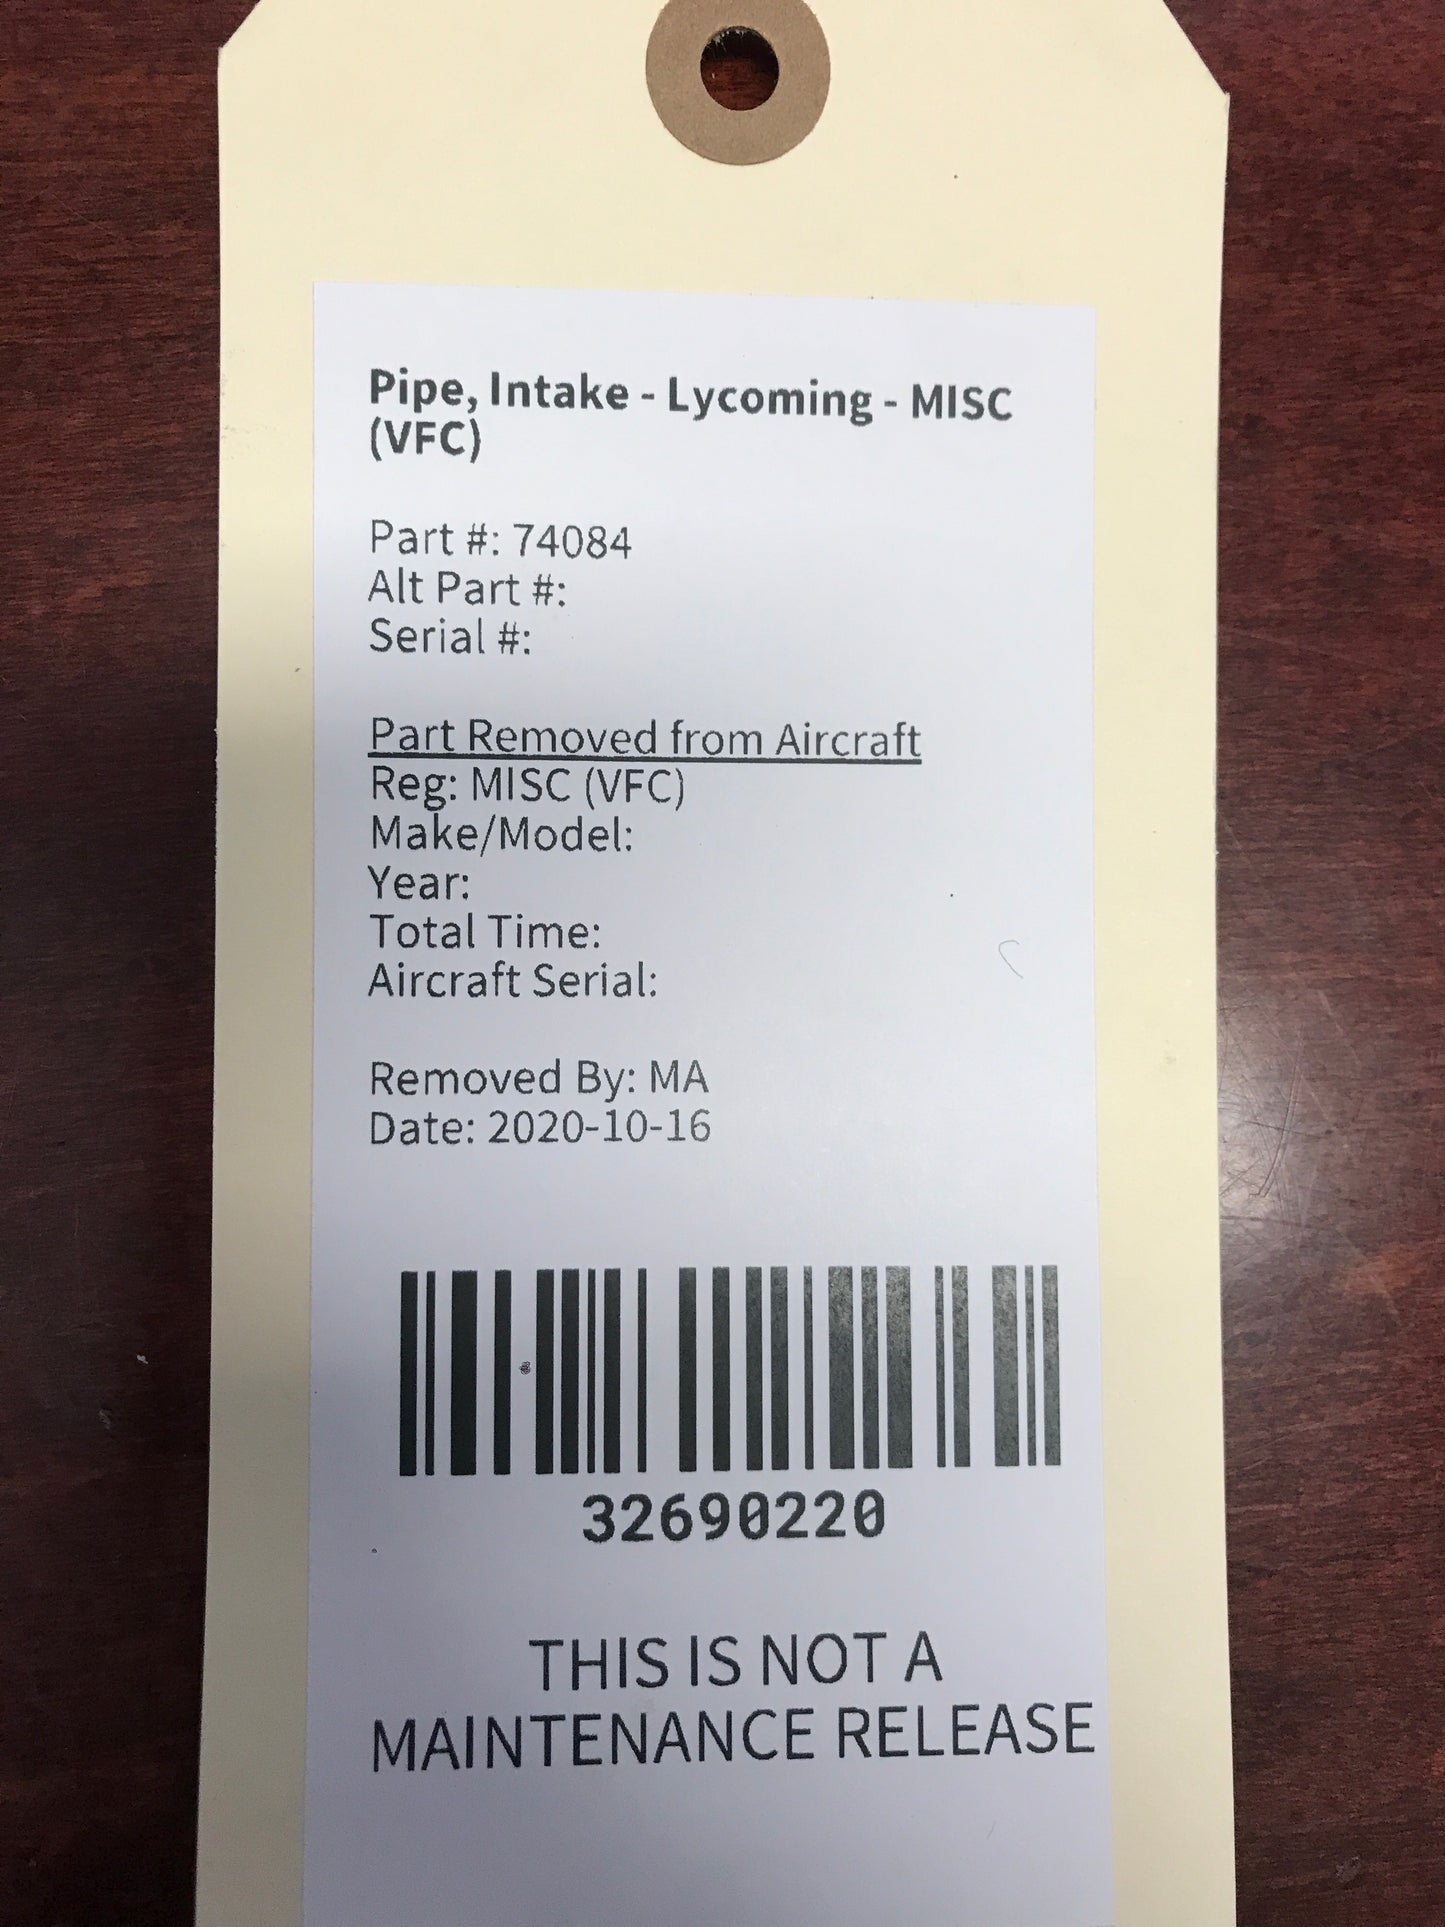 Pipe, Intake - Lycoming - MISC
(VFC)
Part #: 74084
Alt Part #:
Serial #:
Part Removed from Aircraft
Reg: MISC (VFC)
Make/Model:
Year:
Total Time:
Aircraft Serial:
Removed By: MA
Date: 2020-10-16
32690220
THIS IS NOT A
MAINTENANCE RELEASE